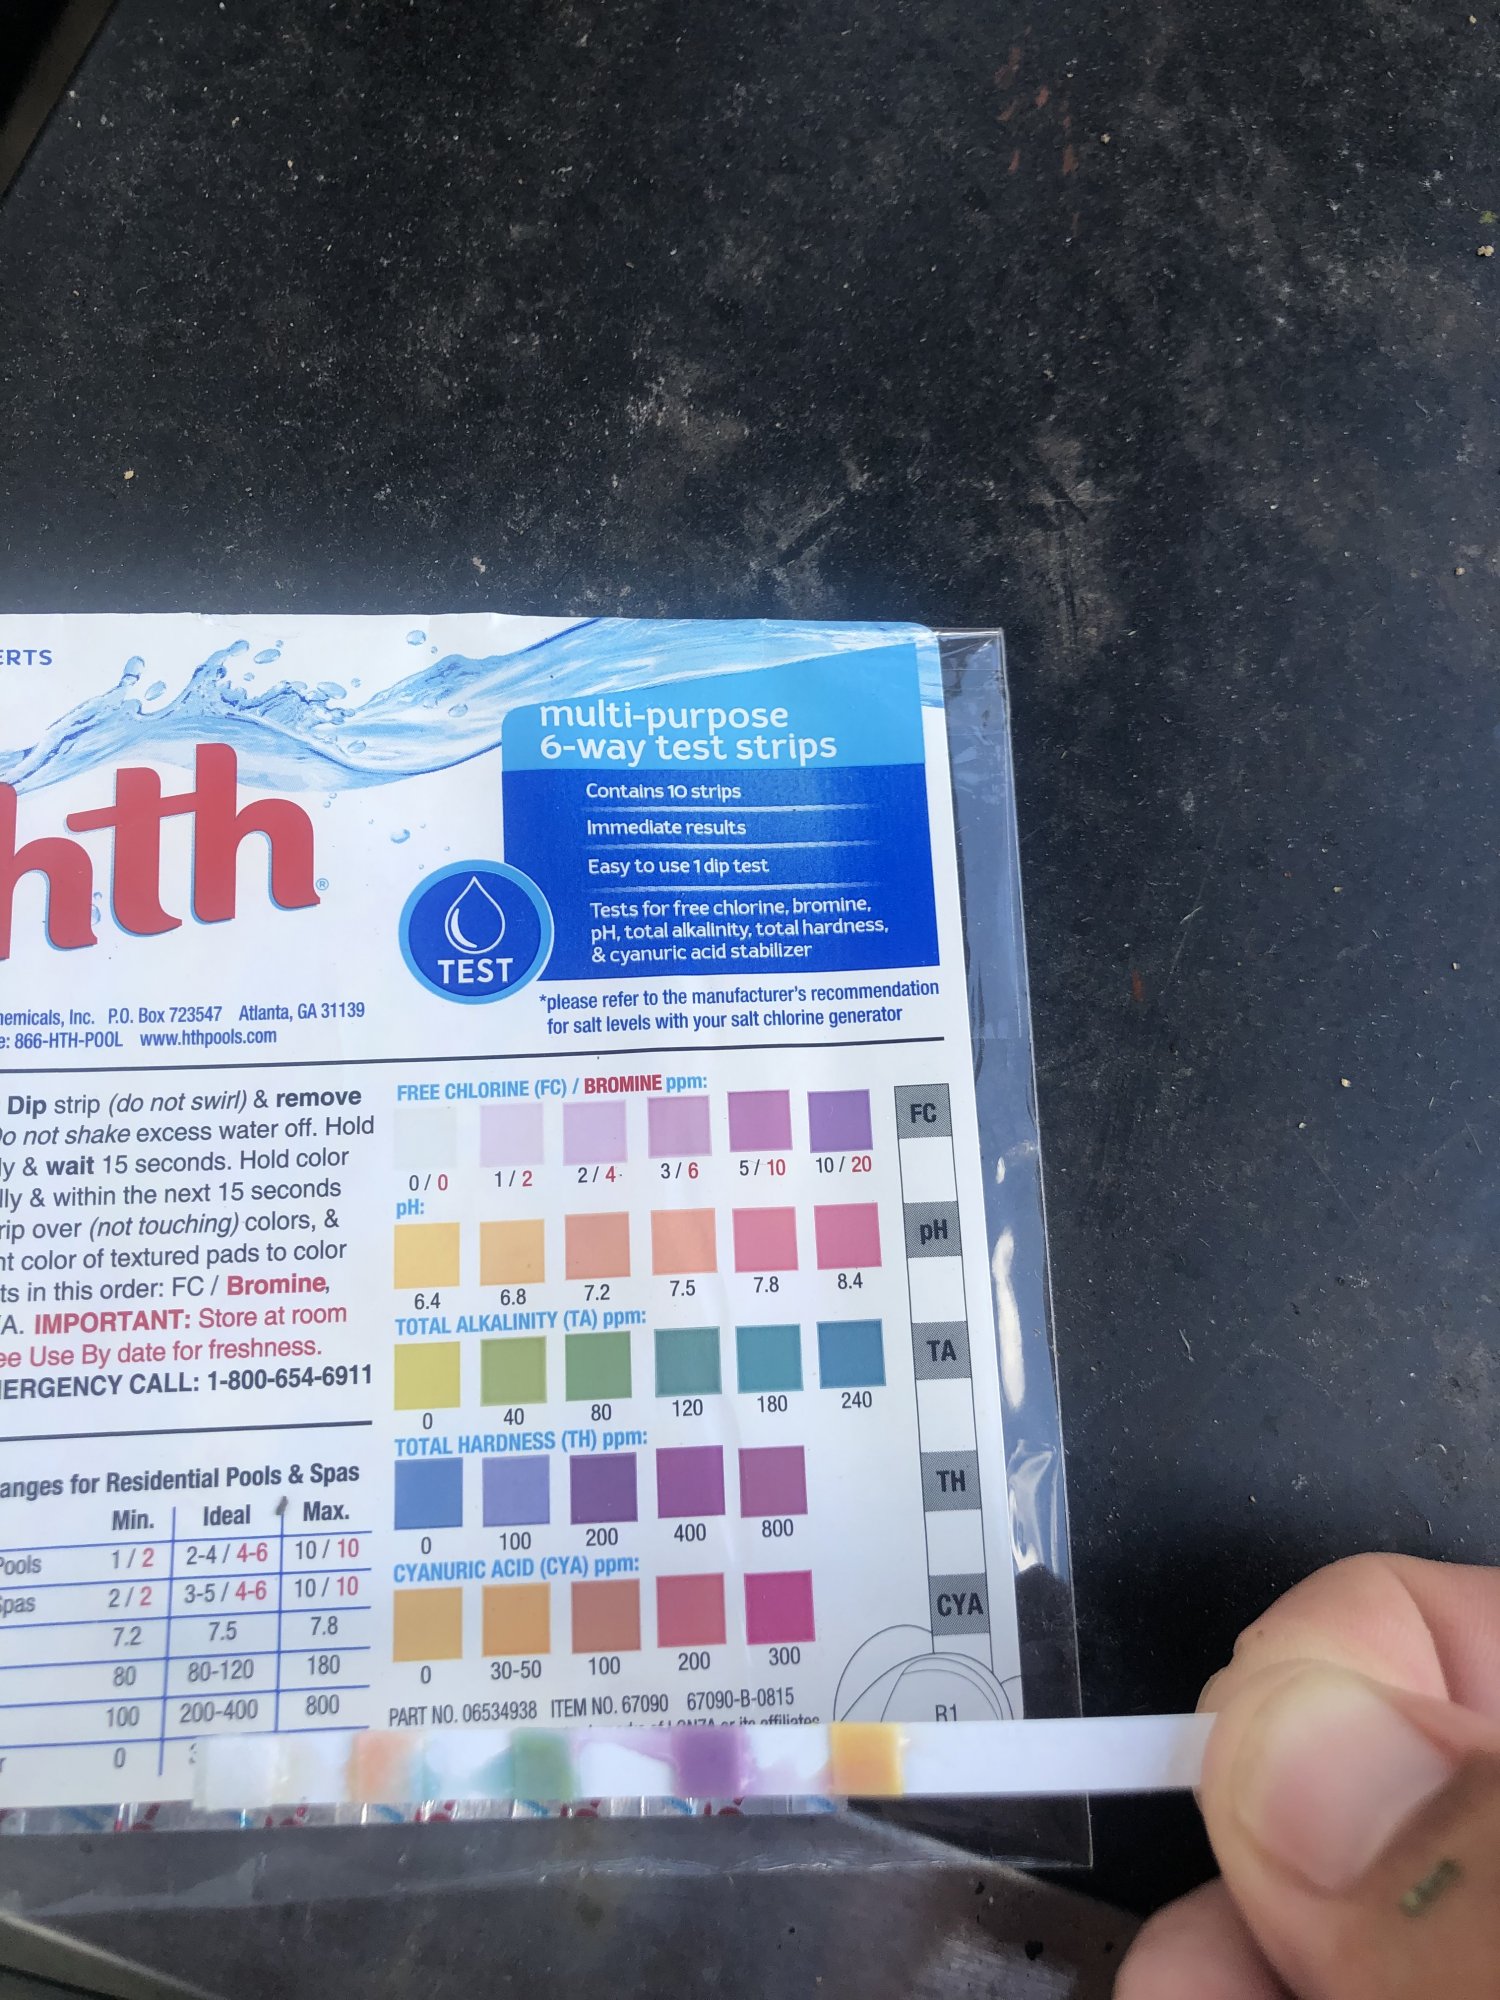 ERTS
hth®
multi-purpose
6-way test strips
Contains 10 strips
Immediate results
Easy to use 1 dip test
Tests for free chlorine, bromine,
pH, total alkalinity, total hardness,
& cyanuric acid stabilizer
TEST
*please refer to the manufacturer's recommendation
for salt levels with your salt chlorine generator
hemicals, Inc. P.O. Box 723547 Atlanta, GA 31139
e: 866-HTH-POOL www.hthpools.com
Dip strip (do not swirl) & remove
Do not shake excess water off. Hold
ly & wait 15 seconds. Hold color
lly & within the next 15 seconds
rip over (not touching) colors, &
nt color of textured pads to color
ts in this order: FC / Bromine,
A. IMPORTANT: Store at room
ee Use By date for freshness.
ERGENCY CALL: 1-800-654-6911
anges for Residential Pools & Spas
Min. Ideal Max.
Pools 1 / 2 2-4 / 4-6 10 / 10
Spas 2 / 2 3-5 / 4-6 10 / 10
7.2 7.5 7.8
80 80-120 180
100 200-400 800
r 0
FREE CHLORINE (FC) / BROMINE ppm:
0 / 0 1 / 2 2 / 4 3 / 6 5 / 10 10 / 20
pH:
6.4 6.8 7.2 7.5 7.8 8.4
TOTAL ALKALINITY (TA) ppm:
0 40 80 120 180 240
TOTAL HARDNESS (TH) ppm:
0 100 200 400 800
CYANURIC ACID (CYA) ppm:
0 30-50 100 200 300
PART NO. 06534938 ITEM NO. 67090 67090-B-0815
of LONZA or its affiliates
FC
pH
TA
TH
CYA
R1